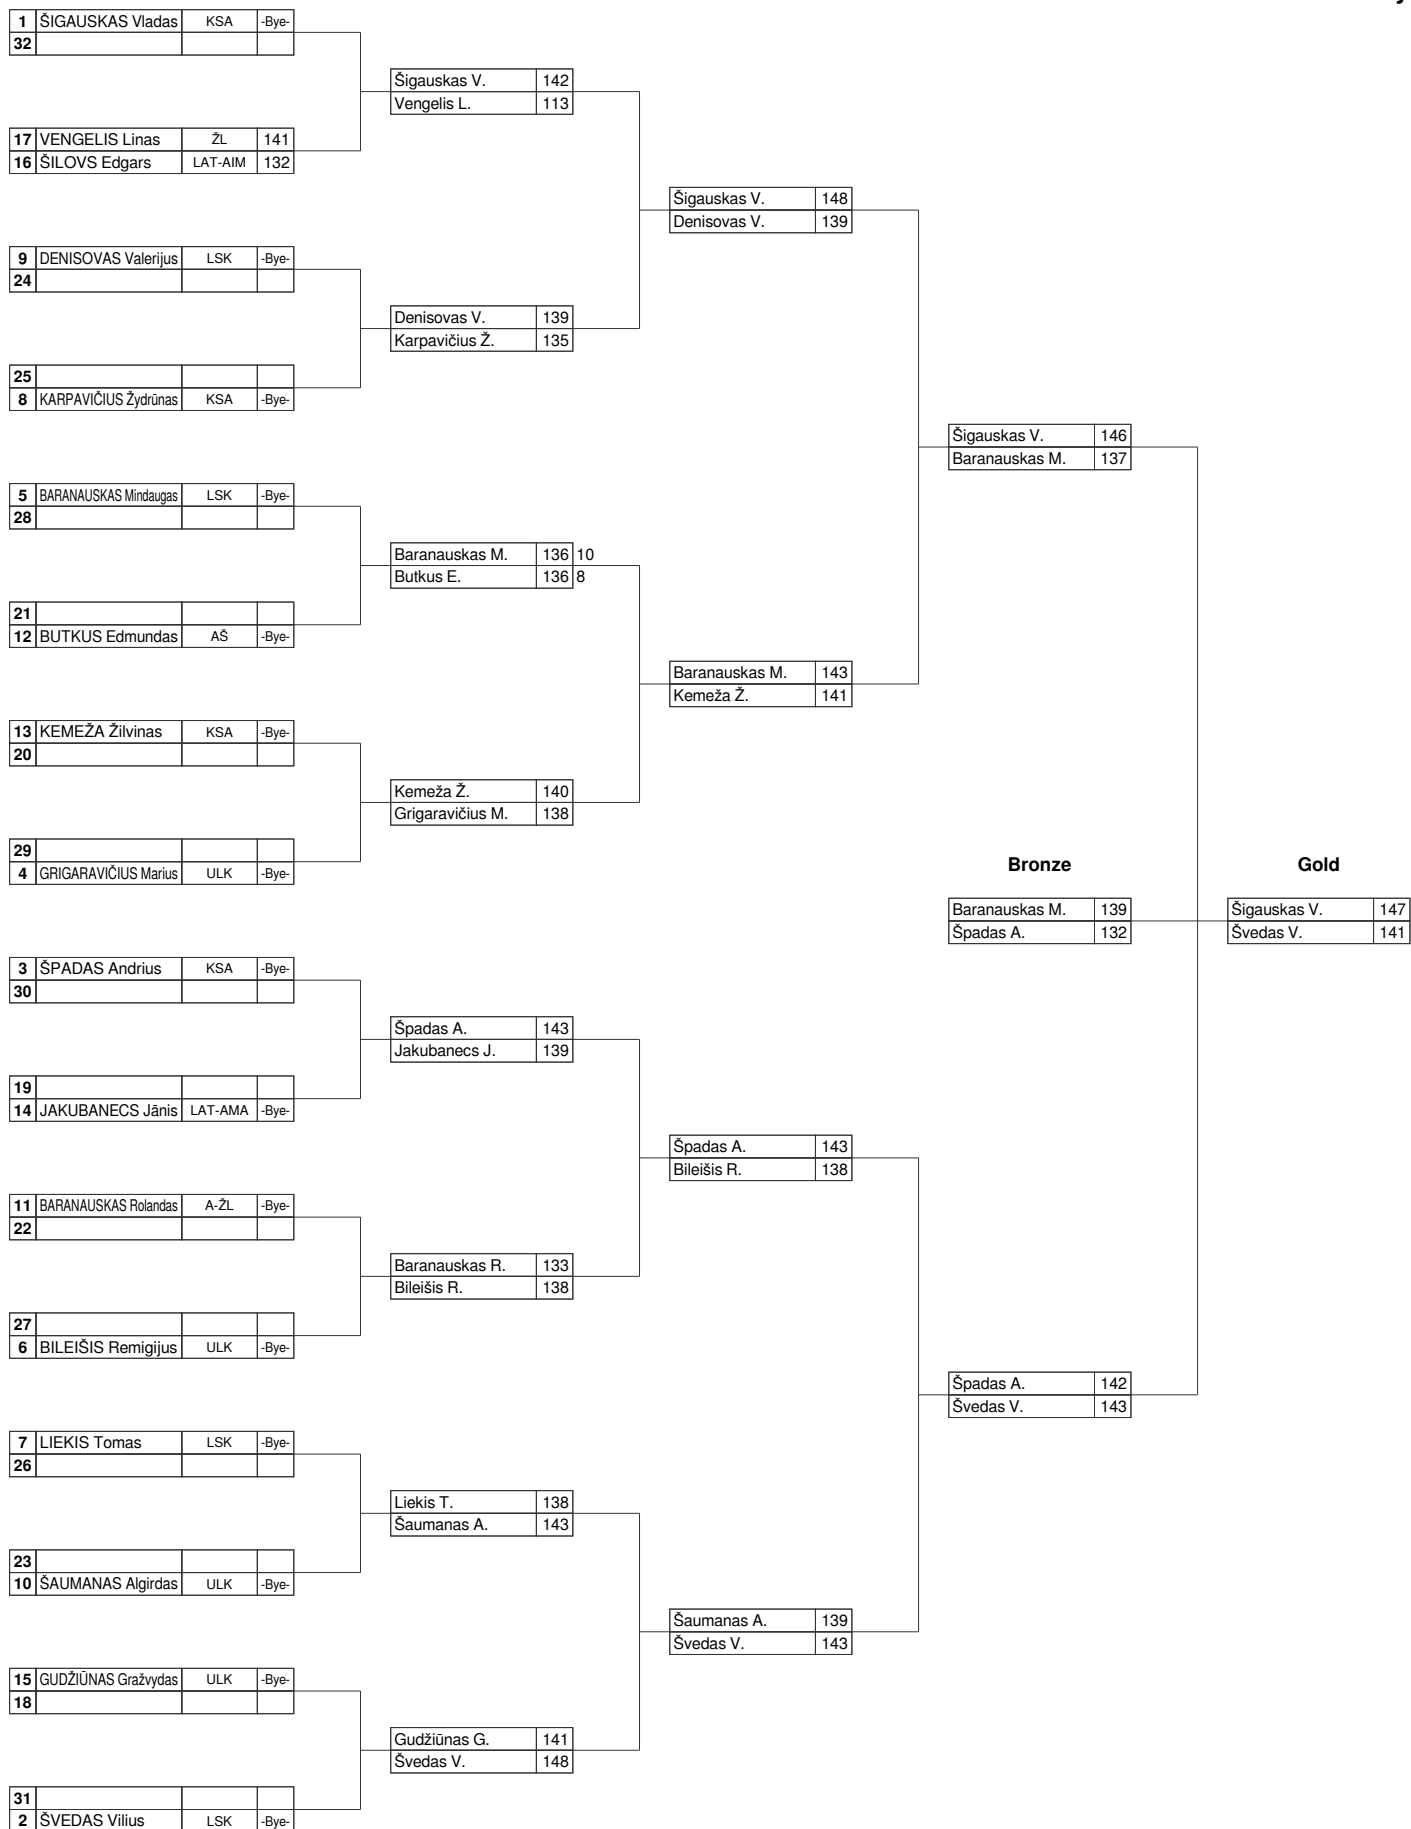 1 ŠIGAUSKAS Vladas KSA -Bye-
32
Šigauskas V. 142
Vengelis L. 113
17 VENGELIS Linas ŽL 141
16 ŠILOVS Edgars LAT-AIM 132
Šigauskas V. 148
Denisovas V. 139
9 DENISOVAS Valerijus LSK -Bye-
24
Denisovas V. 139
Karpavičius Ž. 135
25
8 KARPAVIČIUS Žydrūnas KSA -Bye-
Šigauskas V. 146
Baranauskas M. 137
5 BARANAUSKAS Mindaugas LSK -Bye-
28
Baranauskas M. 136 10
Butkus E. 136 8
21
12 BUTKUS Edmundas AŠ -Bye-
Baranauskas M. 143
Kemeža Ž. 141
13 KEMEŽA Žilvinas KSA -Bye-
20
Kemeža Ž. 140
Grigaravičius M. 138
29
4 GRIGARAVIČIUS Marius ULK -Bye-
Bronze Gold
Baranauskas M. 139 Šigauskas V. 147
Špadas A. 132 Švedas V. 141
3 ŠPADAS Andrius KSA -Bye-
30
Špadas A. 143
Jakubanecs J. 139
19
14 JAKUBANECS Jānis LAT-AMA -Bye-
Špadas A. 143
Bileišis R. 138
11 BARANAUSKAS Rolandas A-ŽL -Bye-
22
Baranauskas R. 133
Bileišis R. 138
27
6 BILEIŠIS Remigijus ULK -Bye-
Špadas A. 142
Švedas V. 143
7 LIEKIS Tomas LSK -Bye-
26
Liekis T. 138
Šaumanas A. 143
23
10 ŠAUMANAS Algirdas ULK -Bye-
Šaumanas A. 139
Švedas V. 143
15 GUDŽIŪNAS Gražvydas ULK -Bye-
18
Gudžiūnas G. 141
Švedas V. 148
31
2 ŠVEDAS Vilius LSK -Bye-